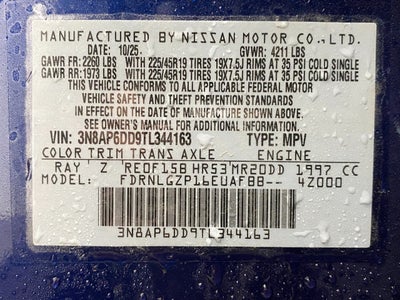 MANUFACTURED BY NISSAN MOTOR CO., LTD.
DATE: 10/25. GVWR: 4211 LBS
GAWR FR: 2260 LBS WITH 225/45R19 TIRES 19X7.5J RIMS AT 35 PSI COLD SINGLE
GAWR RR: 1973 LBS WITH 225/45R19 TIRES 19X7.5J RIMS AT 33 PSI COLD SINGLE
THIS VEHICLE CONFORMS TO ALL APPLICABLE FEDERAL MOTOR
VEHICLE SAFETY AND THEFT PREVENTION STANDARDS
IN EFFECT ON THE DATE OF MANUFACTURE SHOWN ABOVE.
SEE OWNER'S MANUAL FOR ADDITIONAL INFORMATION
VIN: 3N8AP6DD9TL344163 TYPE: MPV
COLOR TRIM TRANS AXLE ENGINE
RAY Z RE0F15B HR53 MR20DD 1997 CC
MODEL: FDRNLGZP16EUAFBB-- 4Z000
3N8AP6DD9TL344163